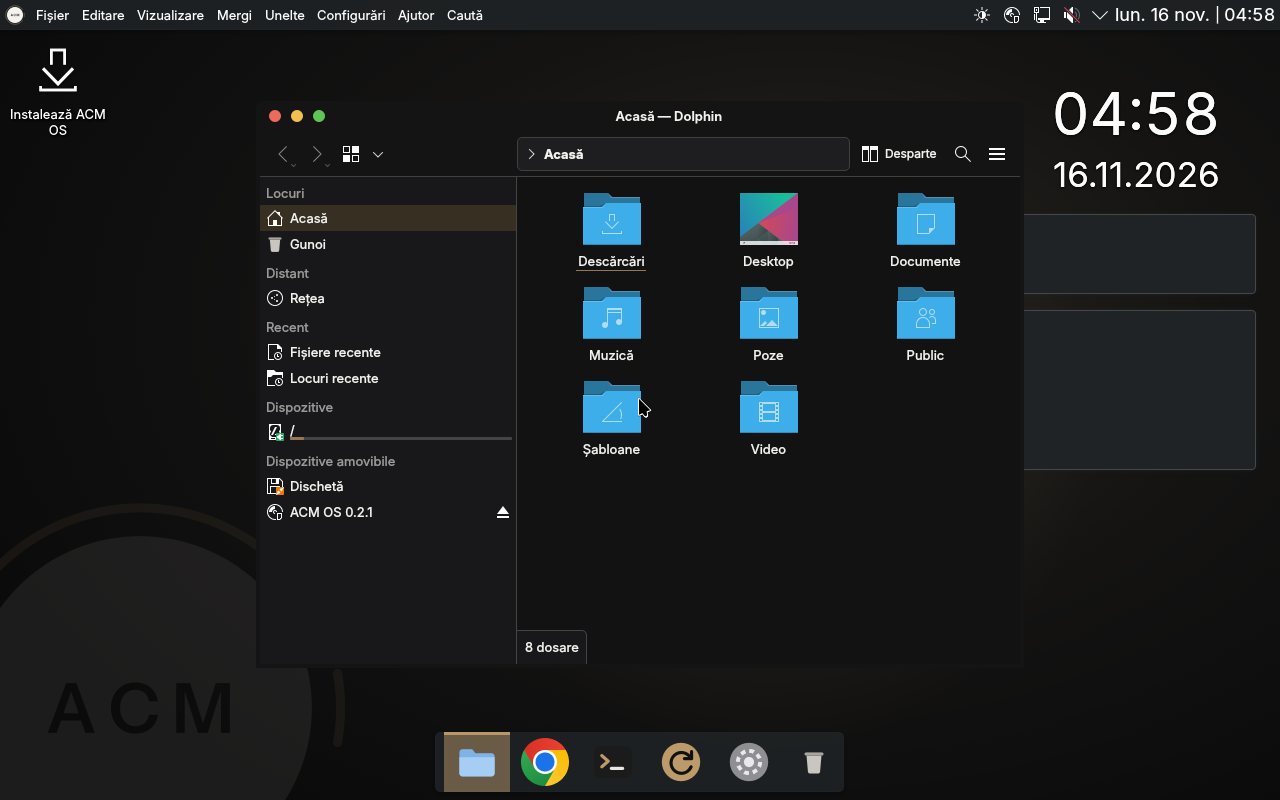 Fișier Editare Vizualizare Mergi Unelte Configurări Ajutor Caută lun. 16 nov. | 04:58
Instalează ACM
OS
04:58
16.11.2026
Acasă — Dolphin
Acasă Desparte
Locuri
Acasă
Gunoi
Distant
Rețea
Recent
Fișiere recente
Locuri recente
Dispozitive
/
Dispozitive amovibile
Dischetă
ACM OS 0.2.1
Descărcări Desktop Documente
Muzică Poze Public
Șabloane Video
8 dosare
ACM